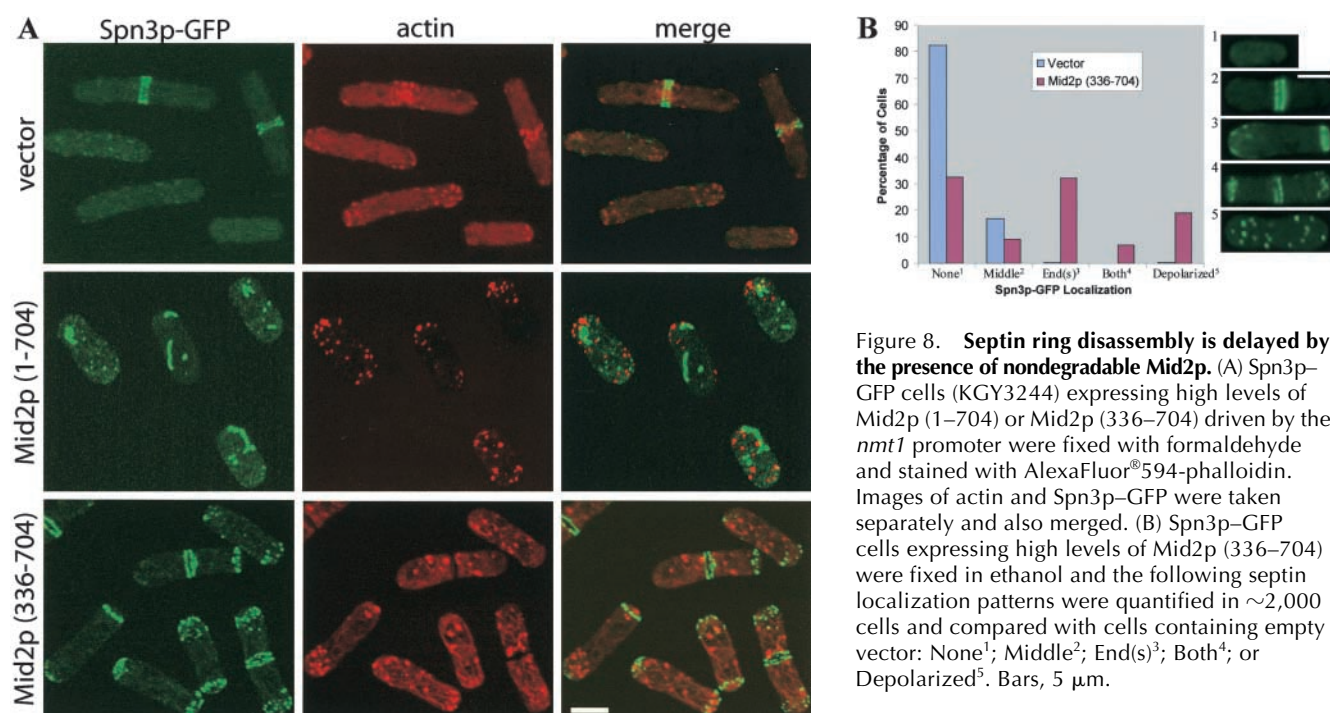 A
Spn3p-GFP
actin
merge
vector
Mid2p (1-704)
Mid2p (336-704)
B
90
80
70
60
50
40
30
20
10
0
Percentage of Cells
Vector
Mid2p (336-704)
None¹
Middle²
End(s)³
Both⁴
Depolarized⁵
Spn3p-GFP Localization
1
2
3
4
5
Figure 8. Septin ring disassembly is delayed by
the presence of nondegradable Mid2p. (A) Spn3p–
GFP cells (KGY3244) expressing high levels of
Mid2p (1–704) or Mid2p (336–704) driven by the
nmt1 promoter were fixed with formaldehyde
and stained with AlexaFluor®594-phalloidin.
Images of actin and Spn3p–GFP were taken
separately and also merged. (B) Spn3p–GFP
cells expressing high levels of Mid2p (336–704)
were fixed in ethanol and the following septin
localization patterns were quantified in ∼2,000
cells and compared with cells containing empty
vector: None¹; Middle²; End(s)³; Both⁴; or
Depolarized⁵. Bars, 5 μm.